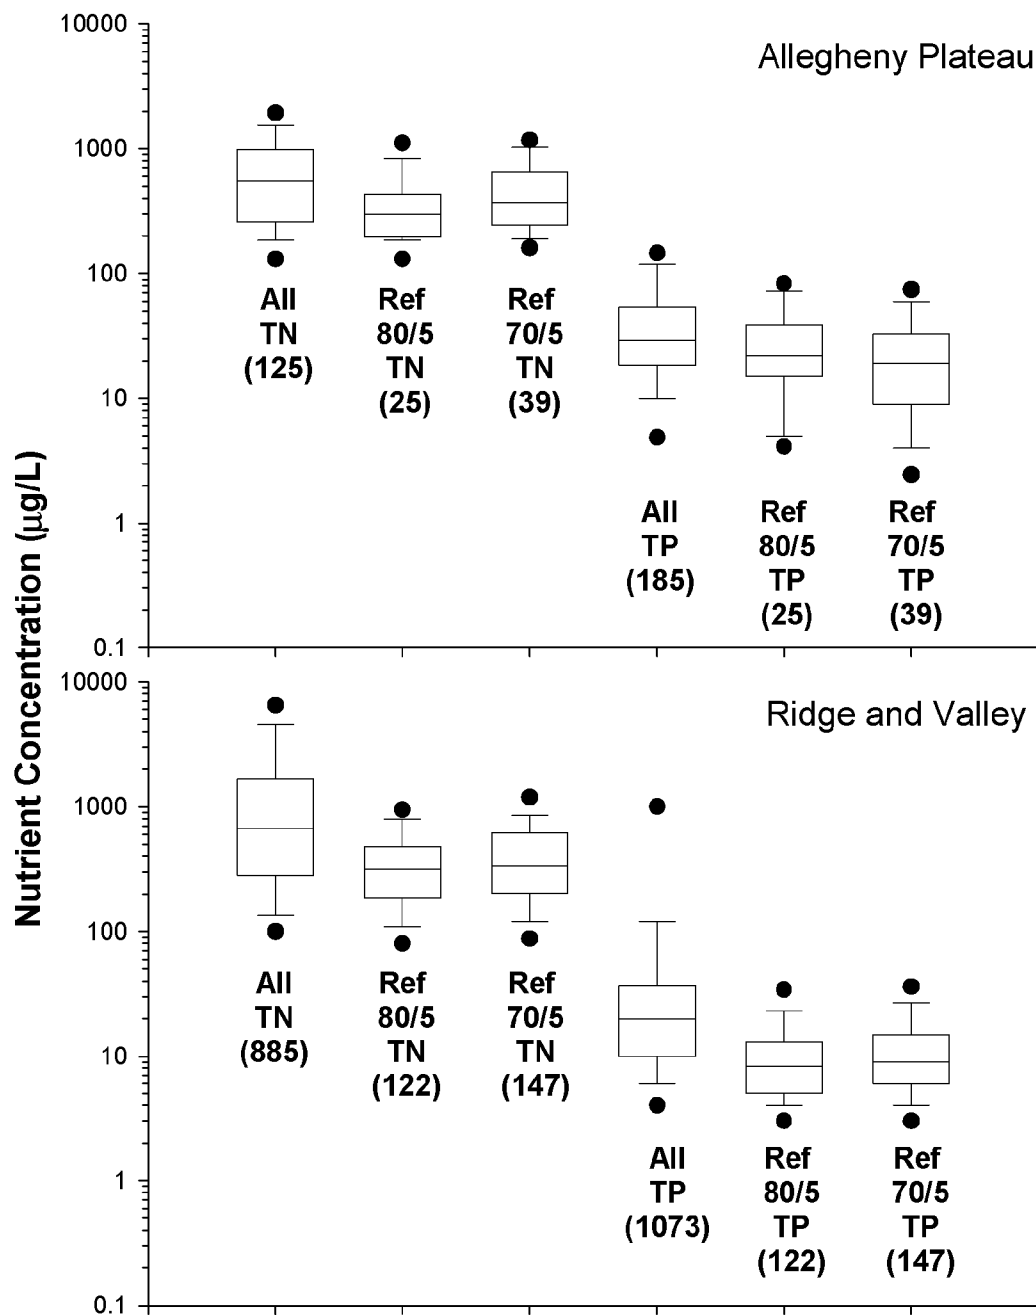 10000
Allegheny Plateau
1000
100
10
1
0.1
All
TN
(125)
Ref
80/5
TN
(25)
Ref
70/5
TN
(39)
All
TP
(185)
Ref
80/5
TP
(25)
Ref
70/5
TP
(39)
Nutrient Concentration (μg/L)
10000
Ridge and Valley
1000
100
10
1
0.1
All
TN
(885)
Ref
80/5
TN
(122)
Ref
70/5
TN
(147)
All
TP
(1073)
Ref
80/5
TP
(122)
Ref
70/5
TP
(147)